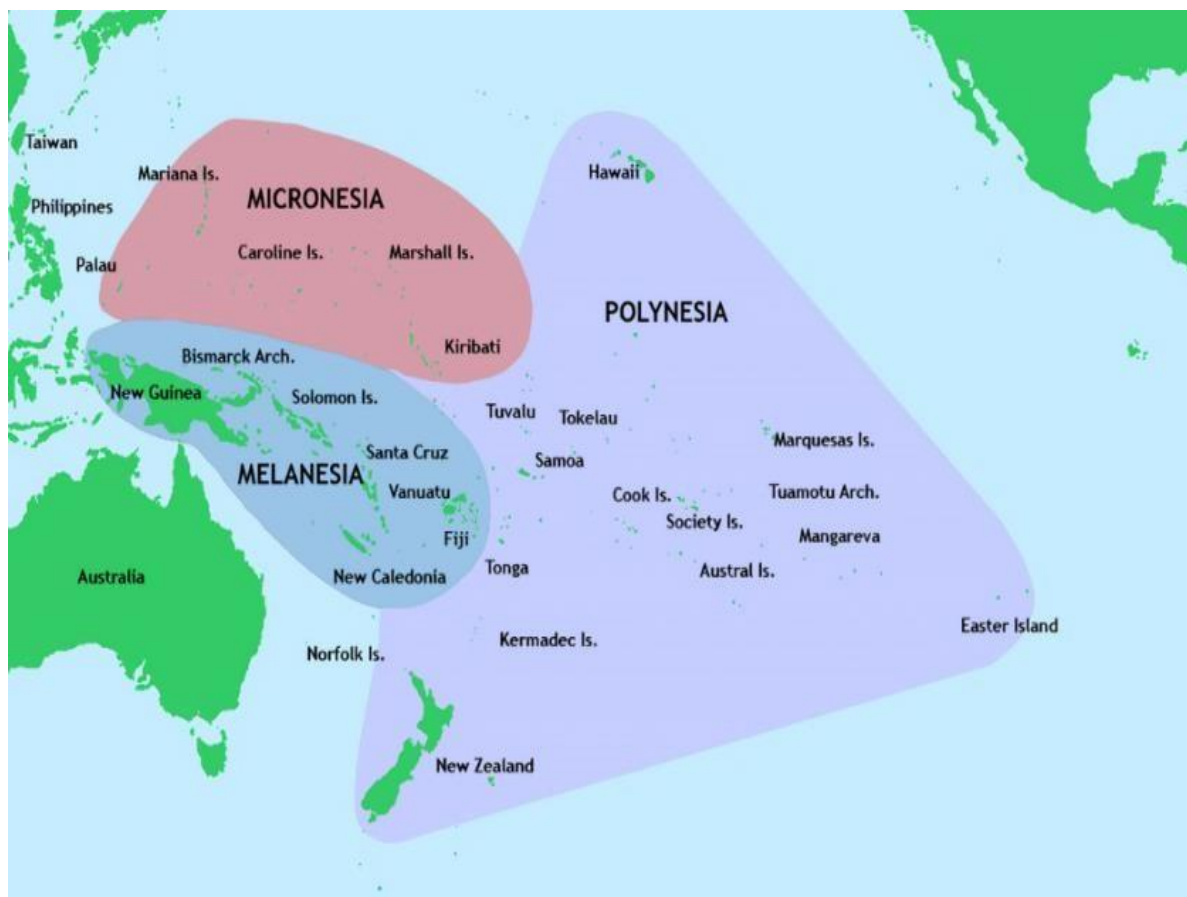 Taiwan
Hawaii
Mariana Is.
MICRONESIA
Philippines
Caroline Is.
Marshall Is.
Palau
POLYNESIA
Kiribati
Bismarck Arch.
New Guinea
Solomon Is.
Tuvalu
Tokelau
Marquesas Is.
Santa Cruz
Samoa
MELANESIA
Vanuatu
Cook Is.
Tuamotu Arch.
Society Is.
Fiji
Mangareva
Tonga
Austral Is.
Australia
New Caledonia
Easter Island
Kermadec Is.
Norfolk Is.
New Zealand